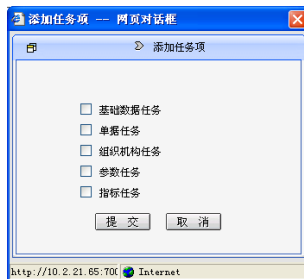 添加任务项 -- 网页对话框
添加任务项
基础数据任务
单据任务
组织机构任务
参数任务
指标任务
提 交 取 消
http://10.2.21.65:70( Internet